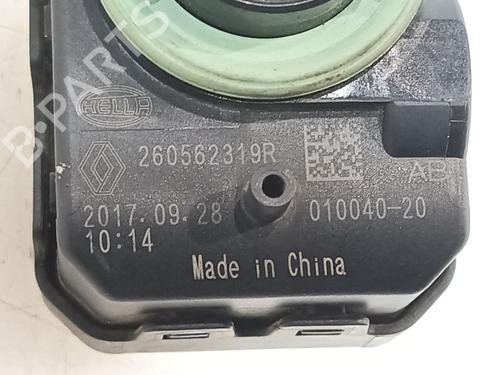 HELLA
260562319R
AB
2017.09.28 010040-20
10:14
Made in China
B-PARTS